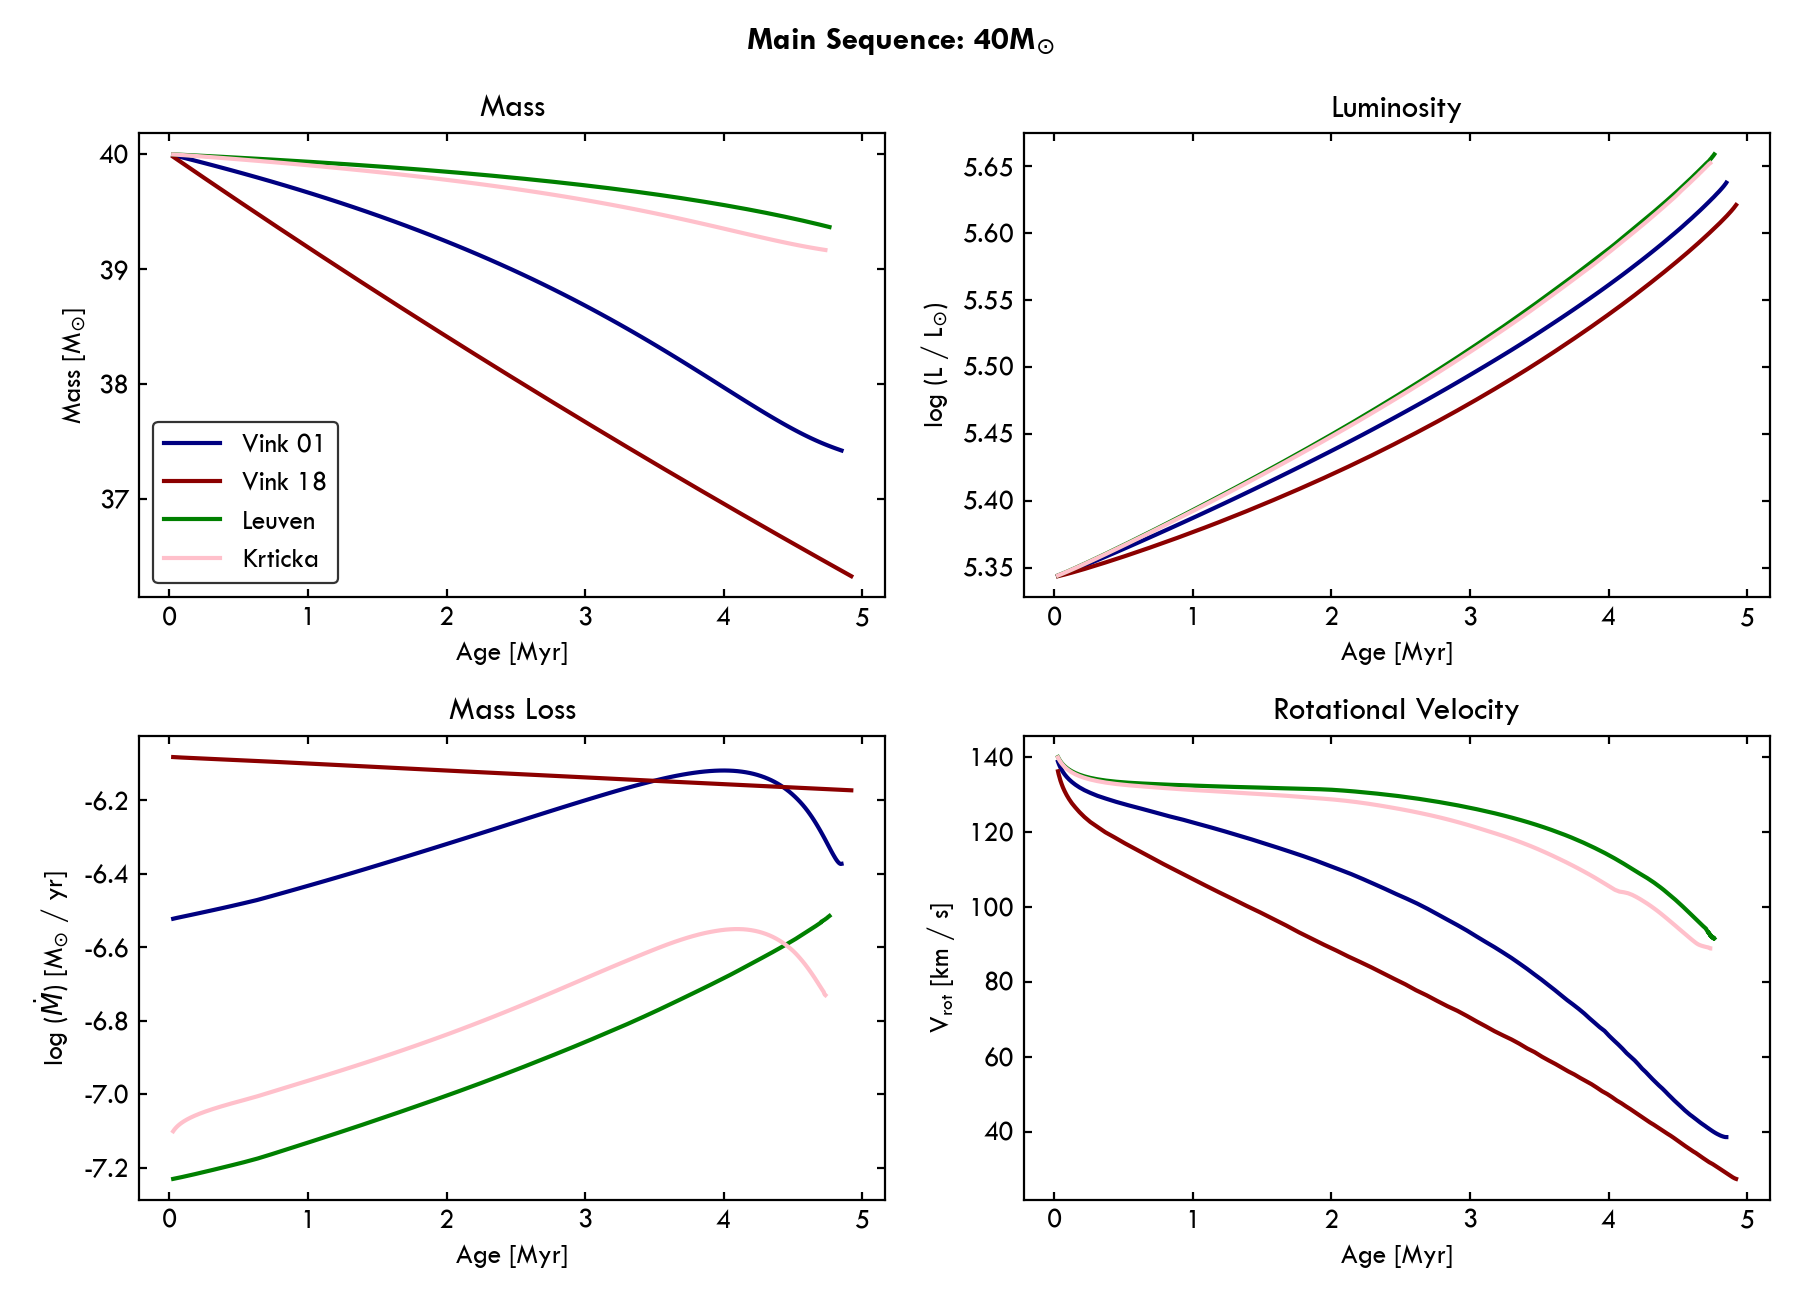 Main Sequence: 40M⊙
Mass
40
39
38
37
Mass [M⊙]
Vink 01
Vink 18
Leuven
Krticka
0 1 2 3 4 5
Age [Myr]
Luminosity
5.65
5.60
5.55
5.50
5.45
5.40
5.35
log (L / L⊙)
0 1 2 3 4 5
Age [Myr]
Mass Loss
-6.2
-6.4
-6.6
-6.8
-7.0
-7.2
log (Ṁ) [M⊙ / yr]
0 1 2 3 4 5
Age [Myr]
Rotational Velocity
140
120
100
80
60
40
Vrot [km / s]
0 1 2 3 4 5
Age [Myr]